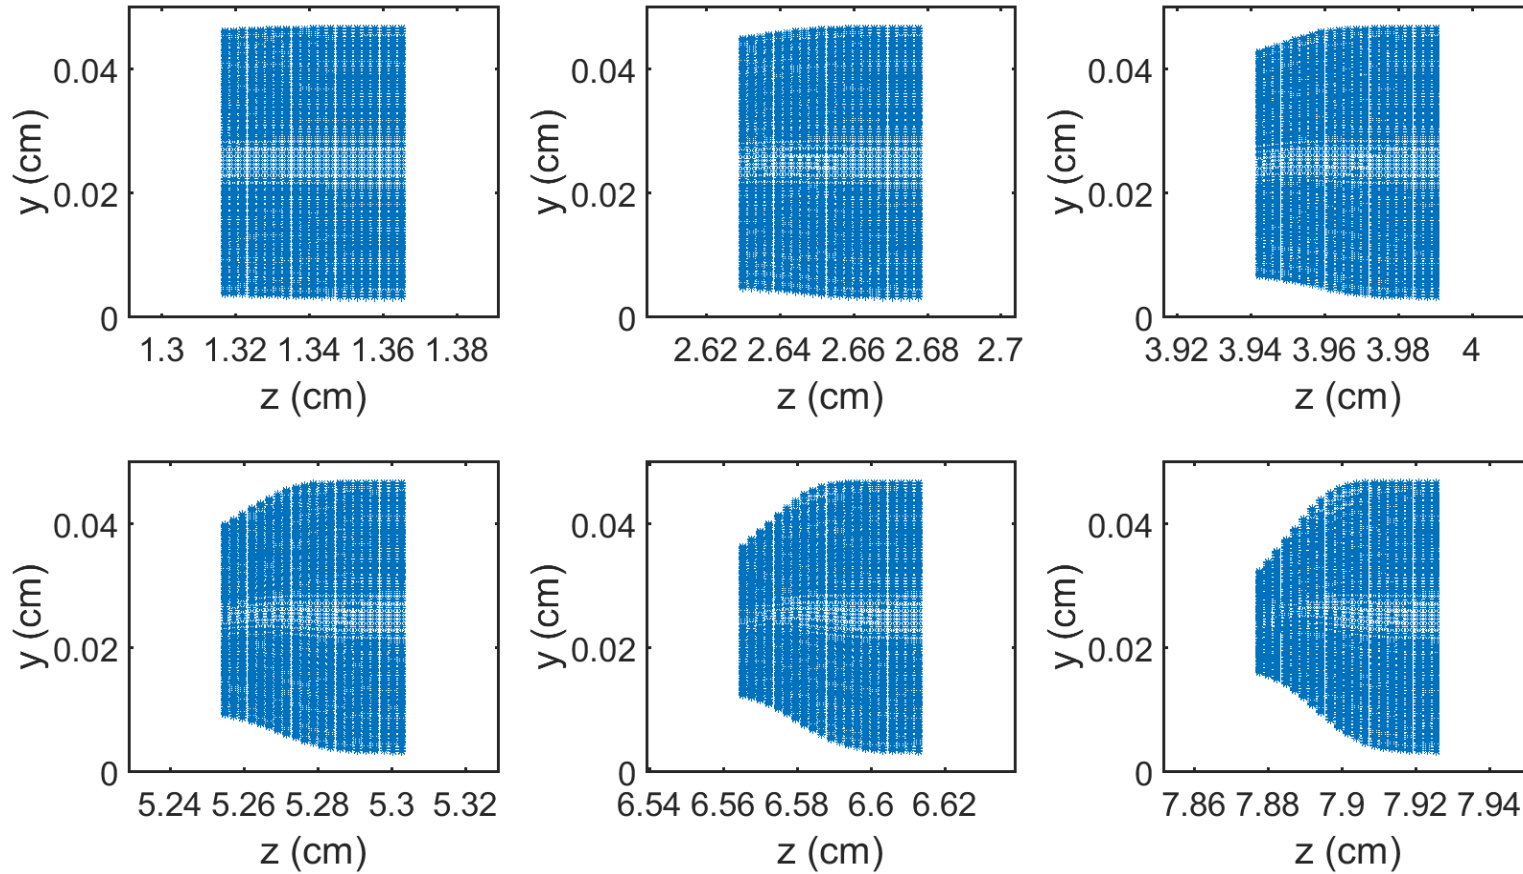 y (cm)
0.04
0.02
0
1.3 1.32 1.34 1.36 1.38
z (cm)
y (cm)
0.04
0.02
0
2.62 2.64 2.66 2.68 2.7
z (cm)
y (cm)
0.04
0.02
0
3.92 3.94 3.96 3.98 4
z (cm)
y (cm)
0.04
0.02
0
5.24 5.26 5.28 5.3 5.32
z (cm)
y (cm)
0.04
0.02
0
6.54 6.56 6.58 6.6 6.62
z (cm)
y (cm)
0.04
0.02
0
7.86 7.88 7.9 7.92 7.94
z (cm)